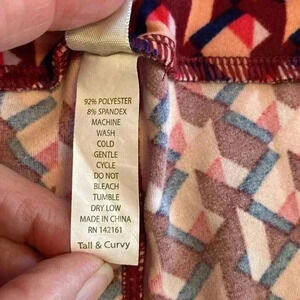 92% POLYESTER
8% SPANDEX
MACHINE
WASH
COLD
GENTLE
CYCLE
DO NOT
BLEACH
TUMBLE
DRY LOW
MADE IN CHINA
RN 142161
Tall & Curvy